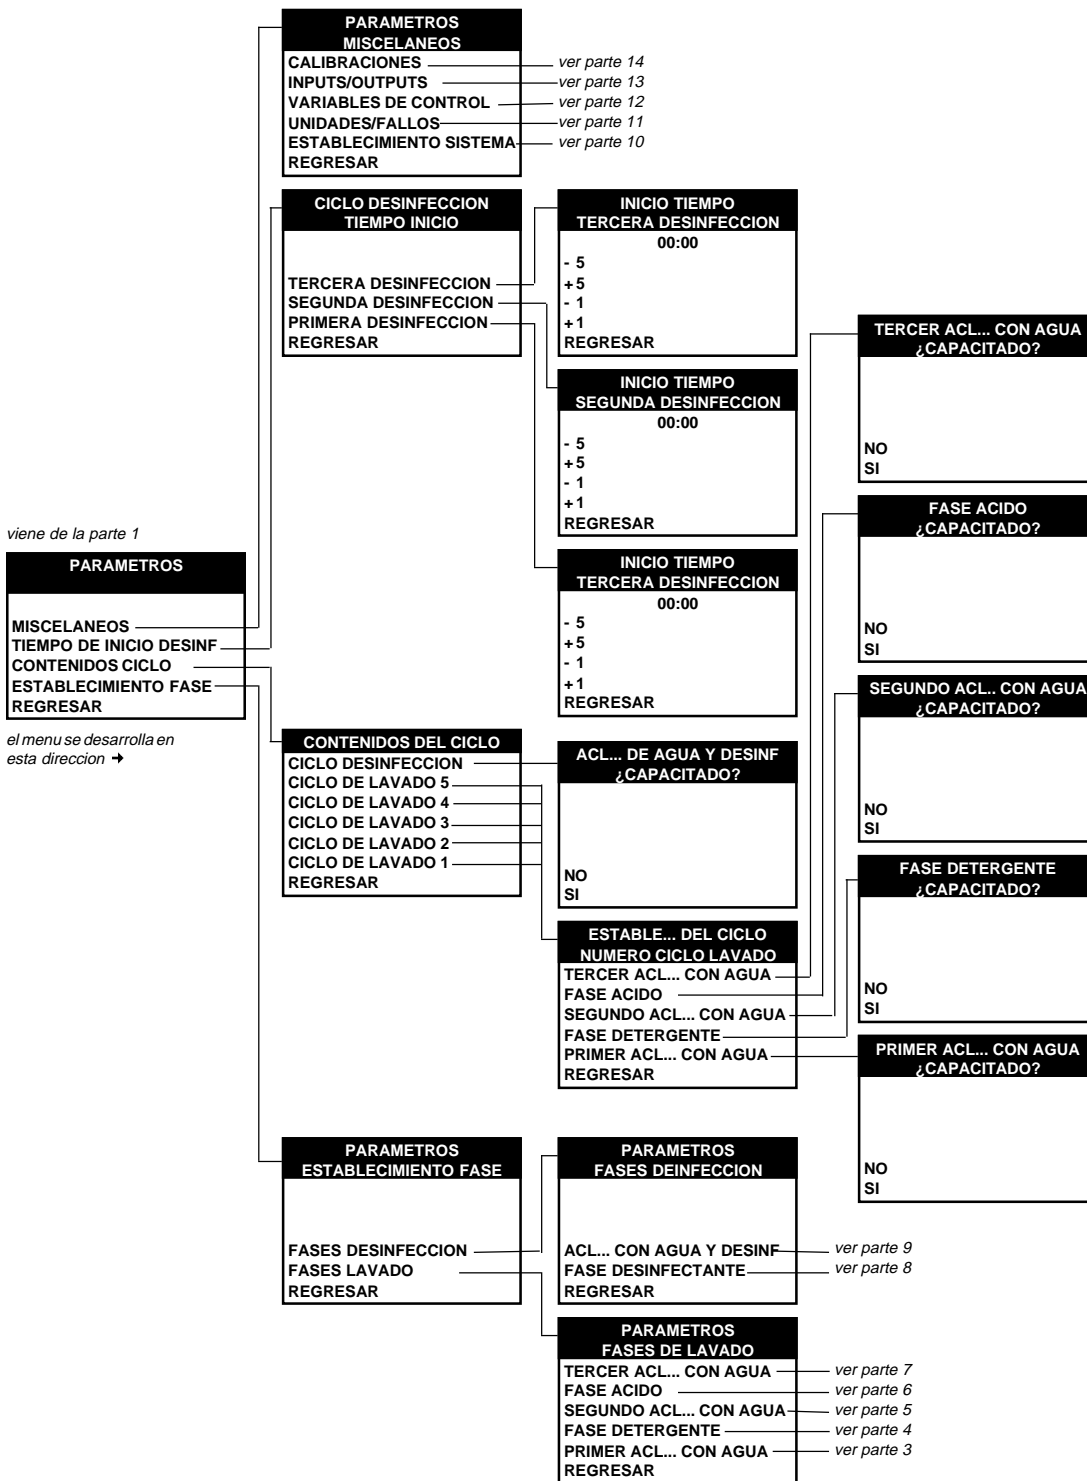 viene de la parte 1
PARAMETROS
MISCELANEOS
TIEMPO DE INICIO DESINF
CONTENIDOS CICLO
ESTABLECIMIENTO FASE
REGRESAR
el menu se desarrolla en
esta direccion →
PARAMETROS
MISCELANEOS
CALIBRACIONES
INPUTS/OUTPUTS
VARIABLES DE CONTROL
UNIDADES/FALLOS
ESTABLECIMIENTO SISTEMA
REGRESAR
ver parte 14
ver parte 13
ver parte 12
ver parte 11
ver parte 10
CICLO DESINFECCION
TIEMPO INICIO
TERCERA DESINFECCION
SEGUNDA DESINFECCION
PRIMERA DESINFECCION
REGRESAR
INICIO TIEMPO
TERCERA DESINFECCION
00:00
- 5
+5
- 1
+1
REGRESAR
INICIO TIEMPO
SEGUNDA DESINFECCION
00:00
- 5
+5
- 1
+1
REGRESAR
INICIO TIEMPO
TERCERA DESINFECCION
00:00
- 5
+5
- 1
+1
REGRESAR
CONTENIDOS DEL CICLO
CICLO DESINFECCION
CICLO DE LAVADO 5
CICLO DE LAVADO 4
CICLO DE LAVADO 3
CICLO DE LAVADO 2
CICLO DE LAVADO 1
REGRESAR
ACL... DE AGUA Y DESINF
¿CAPACITADO?
NO
SI
ESTABLE... DEL CICLO
NUMERO CICLO LAVADO
TERCER ACL... CON AGUA
FASE ACIDO
SEGUNDO ACL... CON AGUA
FASE DETERGENTE
PRIMER ACL... CON AGUA
REGRESAR
TERCER ACL... CON AGUA
¿CAPACITADO?
NO
SI
FASE ACIDO
¿CAPACITADO?
NO
SI
SEGUNDO ACL.. CON AGUA
¿CAPACITADO?
NO
SI
FASE DETERGENTE
¿CAPACITADO?
NO
SI
PRIMER ACL... CON AGUA
¿CAPACITADO?
NO
SI
PARAMETROS
ESTABLECIMIENTO FASE
FASES DESINFECCION
FASES LAVADO
REGRESAR
PARAMETROS
FASES DEINFECCION
ACL... CON AGUA Y DESINF
FASE DESINFECTANTE
REGRESAR
ver parte 9
ver parte 8
PARAMETROS
FASES DE LAVADO
TERCER ACL... CON AGUA
FASE ACIDO
SEGUNDO ACL... CON AGUA
FASE DETERGENTE
PRIMER ACL... CON AGUA
REGRESAR
ver parte 7
ver parte 6
ver parte 5
ver parte 4
ver parte 3